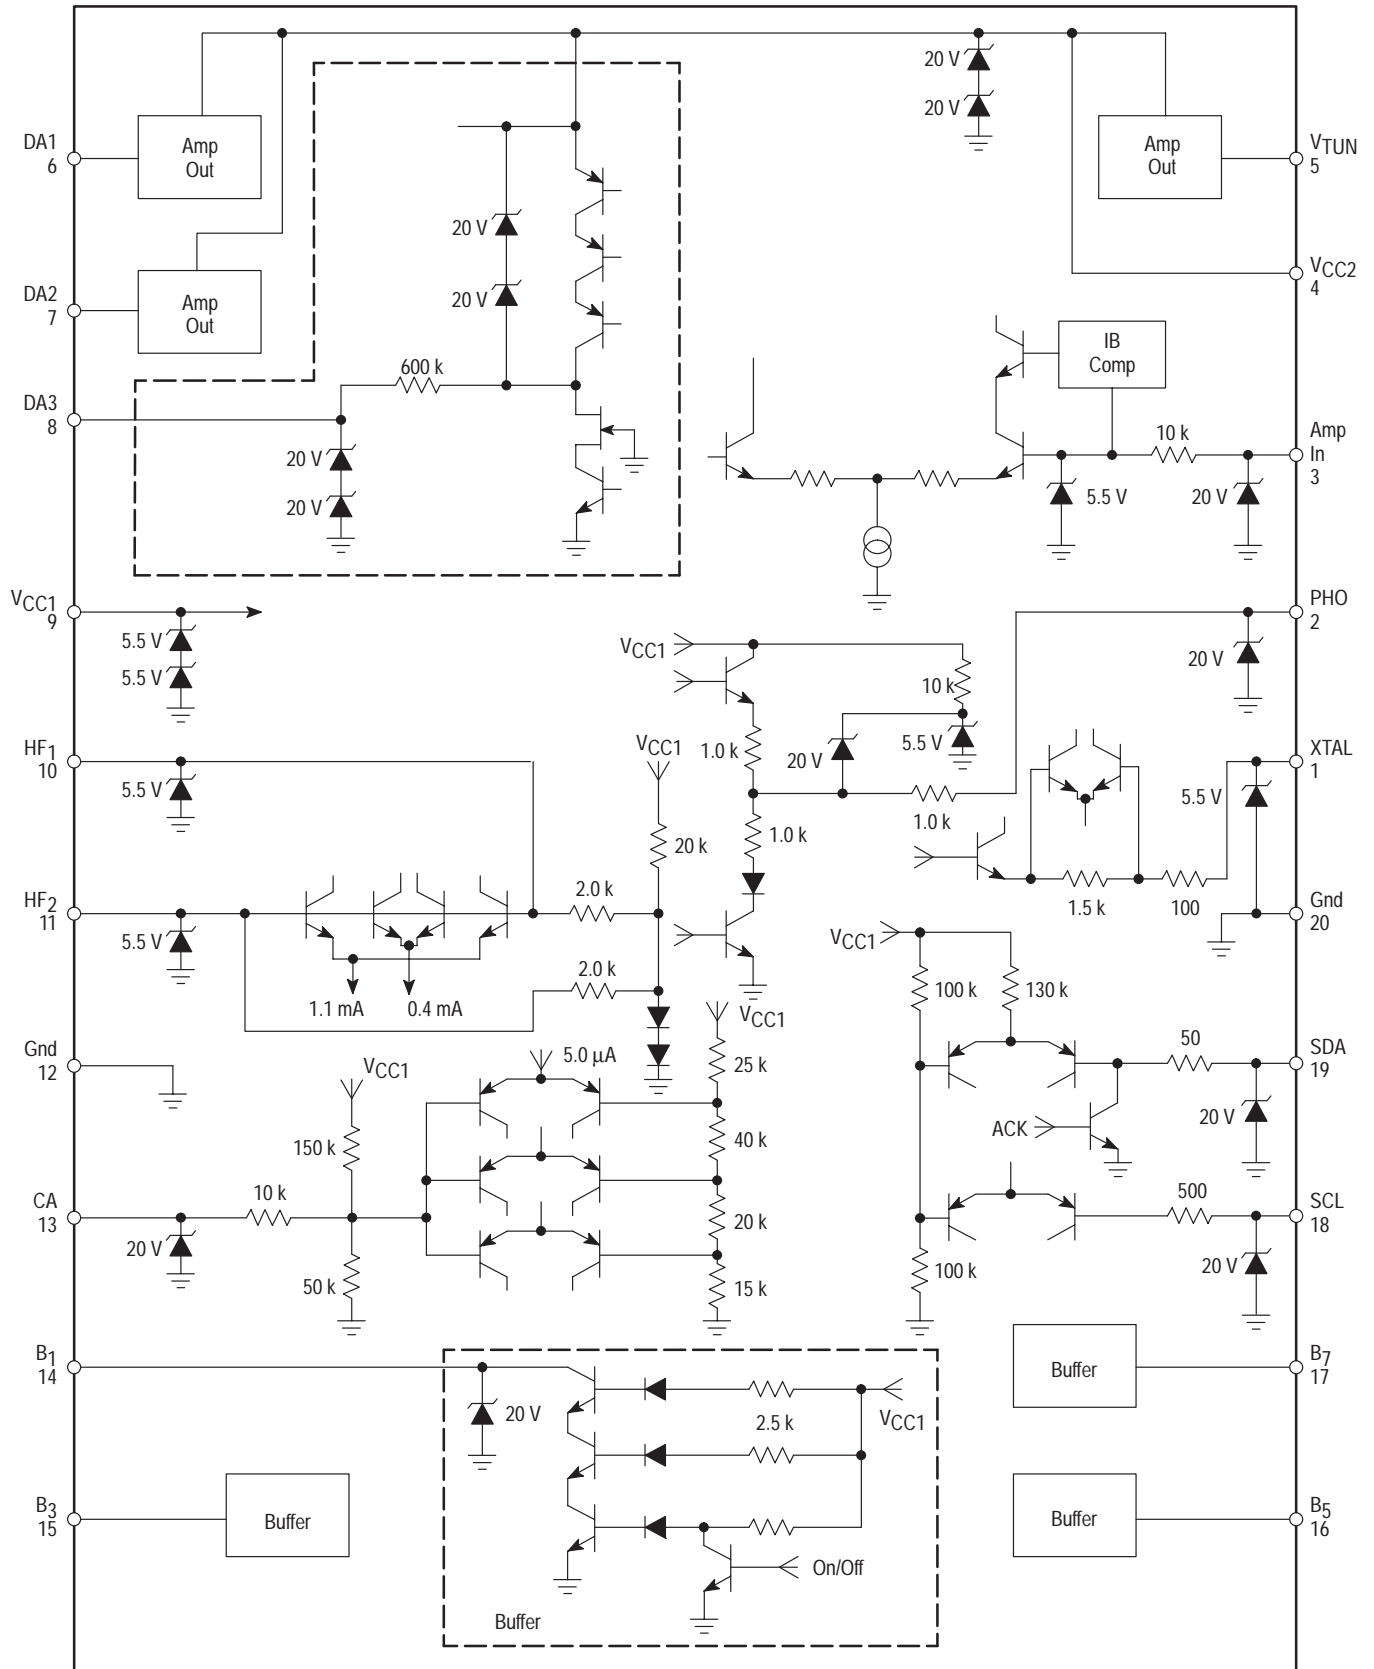 20 V
20 V
DA1
6
Amp
Out
Amp
Out
VTUN
5
20 V
20 V
DA2
7
Amp
Out
VCC2
4
IB
Comp
600 k
DA3
8
20 V
20 V
10 k
Amp
In
3
5.5 V
20 V
VCC1
9
5.5 V
5.5 V
PHO
2
20 V
VCC1
10 k
HF1
10
5.5 V
VCC1
1.0 k
20 V
5.5 V
XTAL
1
5.5 V
20 k
1.0 k
1.0 k
HF2
11
5.5 V
2.0 k
1.5 k
100
Gnd
20
1.1 mA
0.4 mA
2.0 k
VCC1
VCC1
100 k
130 k
Gnd
12
VCC1
5.0 µA
25 k
50
SDA
19
150 k
40 k
ACK
20 V
CA
13
10 k
20 V
50 k
20 k
15 k
500
SCL
18
100 k
20 V
B1
14
20 V
2.5 k
VCC1
Buffer
B7
17
B3
15
Buffer
On/Off
Buffer
Buffer
B5
16